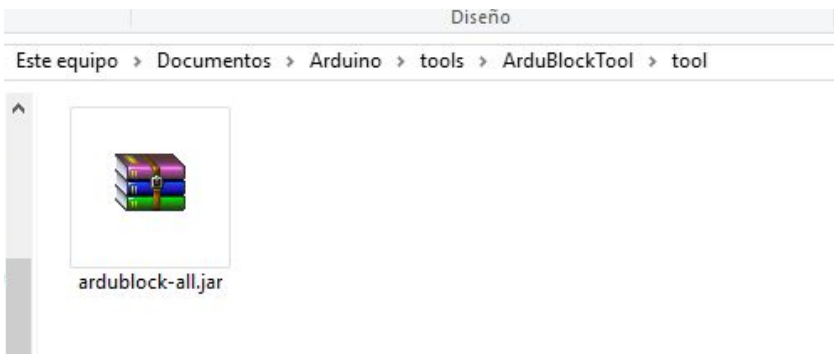 Diseño
Este equipo > Documentos > Arduino > tools > ArduBlockTool > tool
ardublock-all.jar